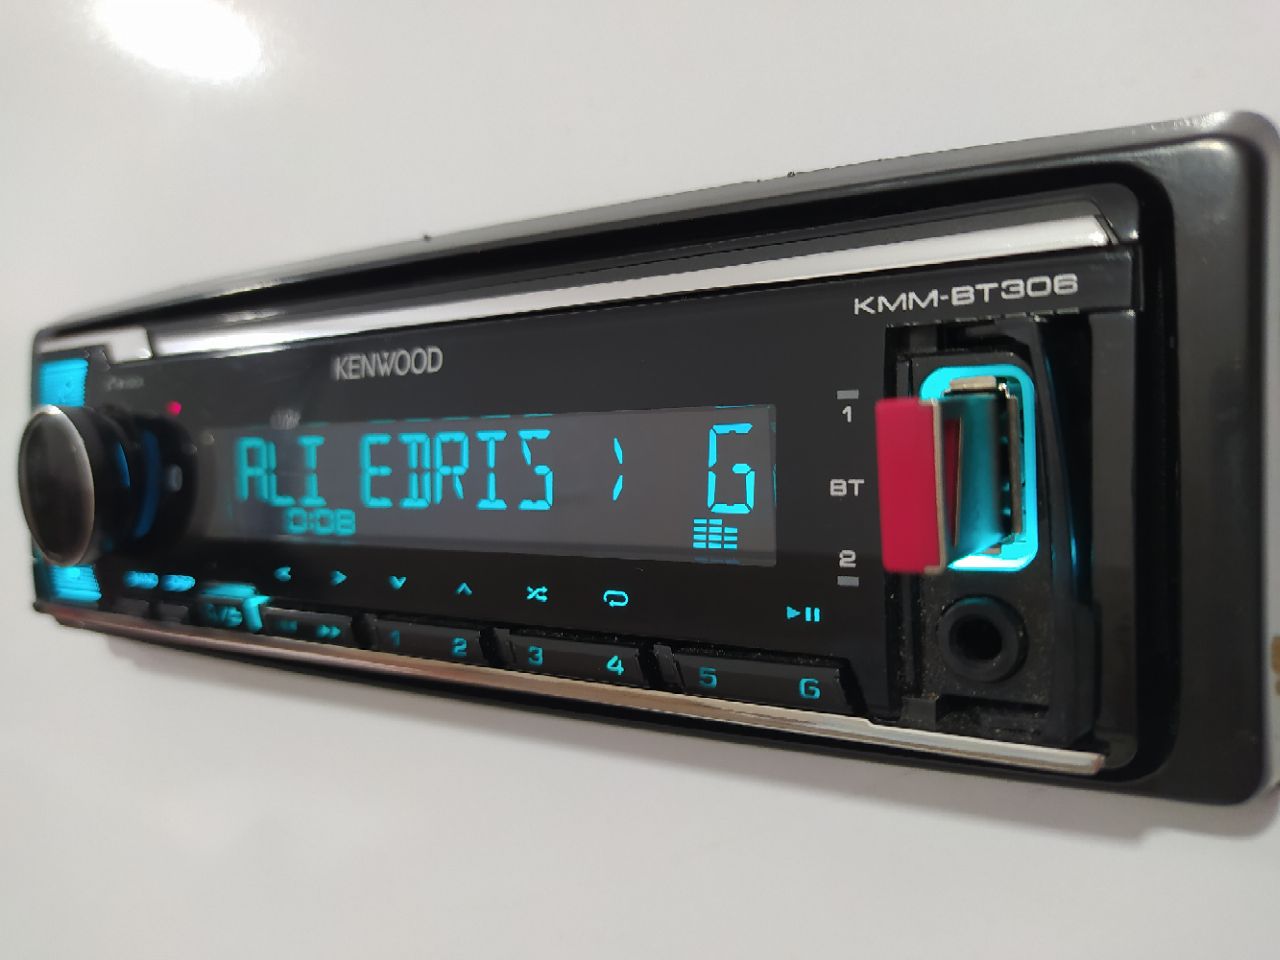 KMM-BT306
KENWOOD
1
ALI EDRIS ) G
BT
0:08
2
1 2 3 4 5 6